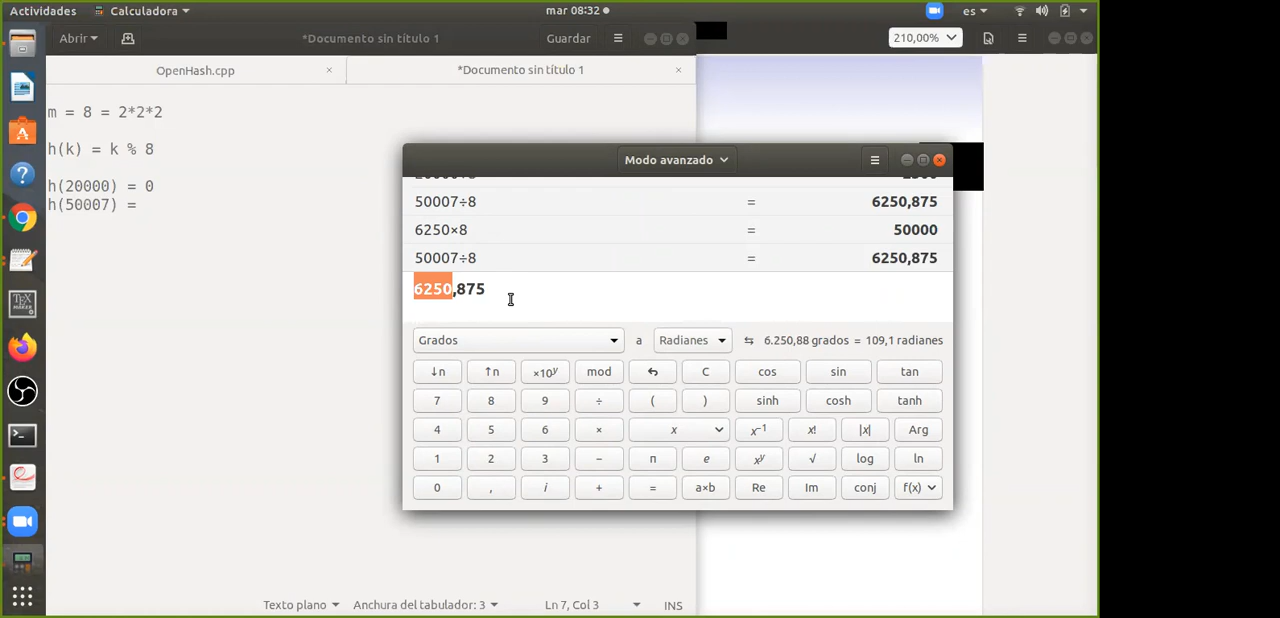 Actividades Calculadora mar 08:32 es
Abrir *Documento sin título 1 Guardar 210,00%
OpenHash.cpp × *Documento sin título 1 ×
m = 8 = 2*2*2
h(k) = k % 8
h(20000) = 0
h(50007) =
Modo avanzado
50007÷8 = 6250,875
6250×8 = 50000
50007÷8 = 6250,875
6250,875
Grados a Radianes ⇆ 6.250,88 grados = 109,1 radianes
↓n ↑n ×10ʸ mod C cos sin tan
7 8 9 ÷ ( ) sinh cosh tanh
4 5 6 × x x⁻¹ x! |x| Arg
1 2 3 − π e xʸ √ log ln
0 , i + = a×b Re Im conj f(x)
Texto plano Anchura del tabulador: 3 Ln 7, Col 3 INS